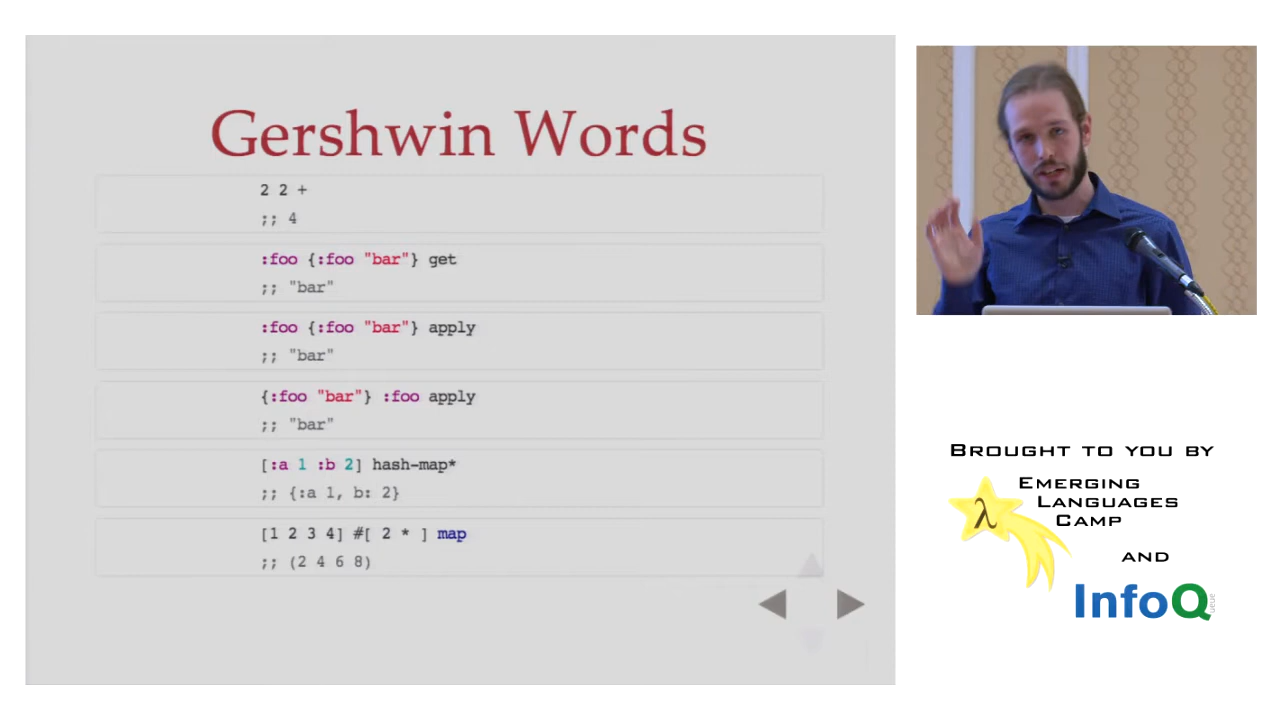 Gershwin Words
2 2 +
;; 4
:foo {:foo "bar"} get
;; "bar"
:foo {:foo "bar"} apply
;; "bar"
{:foo "bar"} :foo apply
;; "bar"
[:a 1 :b 2] hash-map*
;; {:a 1, b: 2}
[1 2 3 4] #[ 2 * ] map
;; (2 4 6 8)
BROUGHT TO YOU BY
EMERGING
LANGUAGES
CAMP
λ
AND
InfoQ
ueue